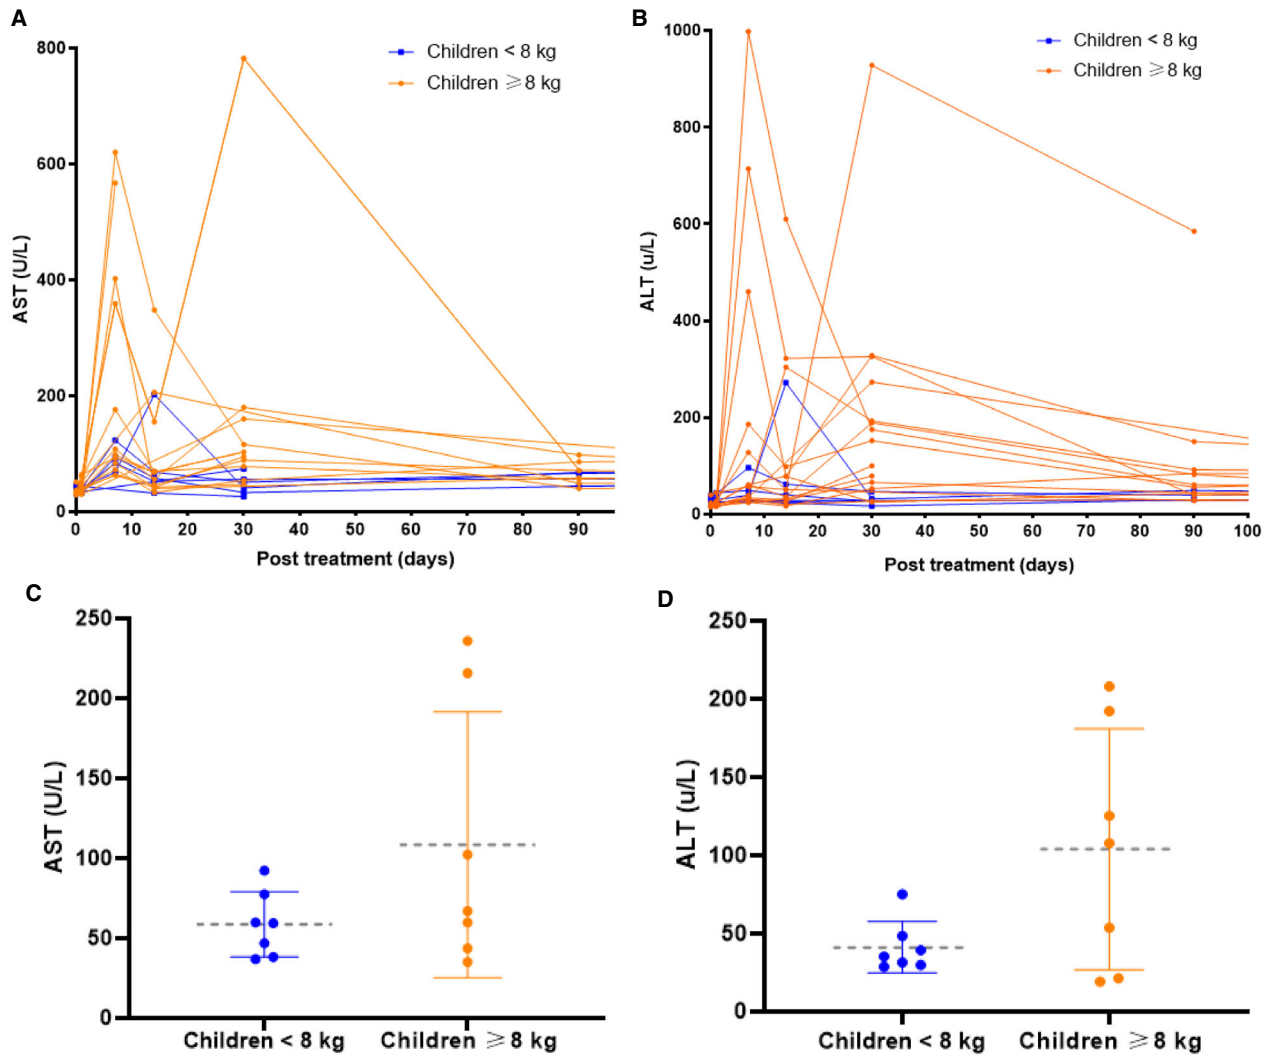 A
Children < 8 kg
Children ⩾ 8 kg
800
600
400
200
0
AST (U/L)
0 10 20 30 40 50 60 70 80 90
Post treatment (days)
B
Children < 8 kg
Children ⩾ 8 kg
1000
800
600
400
200
0
ALT (u/L)
0 10 20 30 40 50 60 70 80 90 100
Post treatment (days)
C
250
200
150
100
50
0
AST (U/L)
Children < 8 kg Children ⩾ 8 kg
D
250
200
150
100
50
0
ALT (u/L)
Children < 8 kg Children ⩾ 8 kg